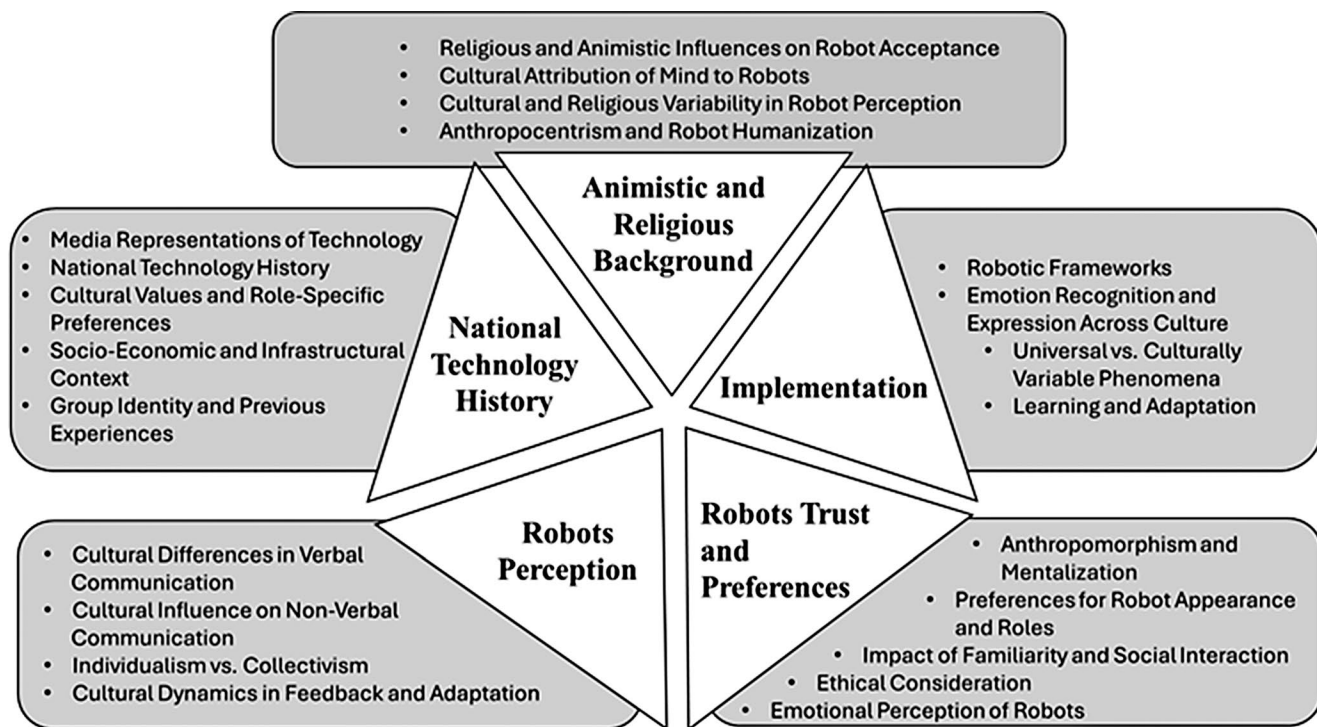 • Religious and Animistic Influences on Robot Acceptance
• Cultural Attribution of Mind to Robots
• Cultural and Religious Variability in Robot Perception
• Anthropocentrism and Robot Humanization
Animistic and
Religious
Background
• Media Representations of Technology
• National Technology History
• Cultural Values and Role-Specific
Preferences
• Socio-Economic and Infrastructural
Context
• Group Identity and Previous
Experiences
National
Technology
History
Implementation
• Robotic Frameworks
• Emotion Recognition and
Expression Across Culture
• Universal vs. Culturally
Variable Phenomena
• Learning and Adaptation
• Cultural Differences in Verbal
Communication
• Cultural Influence on Non-Verbal
Communication
• Individualism vs. Collectivism
• Cultural Dynamics in Feedback and Adaptation
Robots
Perception
Robots Trust
and
Preferences
• Anthropomorphism and
Mentalization
• Preferences for Robot Appearance
and Roles
• Impact of Familiarity and Social Interaction
• Ethical Consideration
• Emotional Perception of Robots